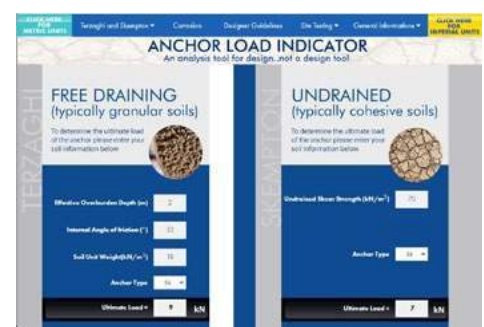 CLICK HERE
FOR
METRIC UNITS
Terzaghi and Skempton
Corrosion
Designer Guidelines
Site Testing
General Information
CLICK HERE
FOR
IMPERIAL UNITS
ANCHOR LOAD INDICATOR
An analysis tool for design..not a design tool
TERZAGHI
FREE DRAINING
(typically granular
soils)
To determine the ultimate load
of the anchor please enter your
soil information below
Effective Overburden Depth (m)
2
Internal Angle of friction (°)
Soil Unit Weight(kN/m³)
18
Anchor Type
Ultimate Load =
9
kN
SKEMPTON
UNDRAINED
(typically cohesive soils)
To determine the ultimate load
of the anchor please enter your
soil information below
Undrained Shear Strength (kN/m²)
Anchor Type
Ultimate Load =
7
kN